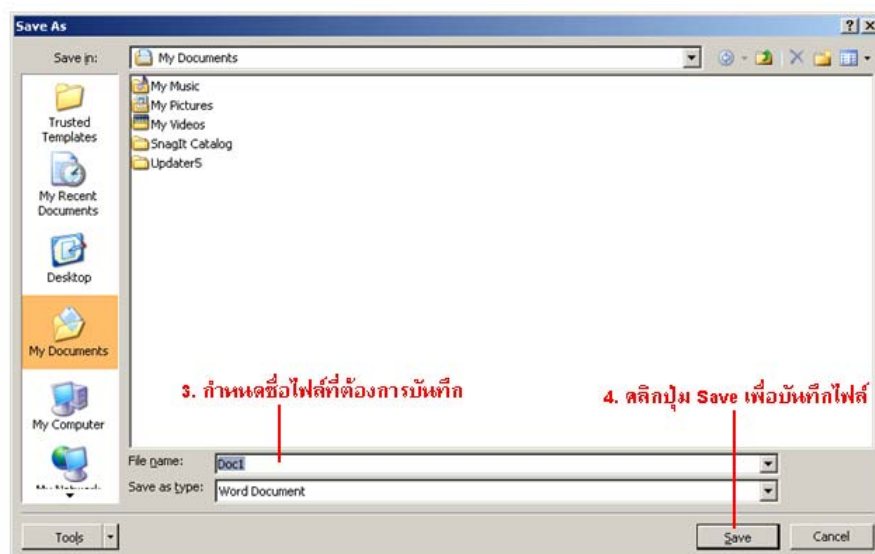 Save As
Save in:
My Documents
Trusted
Templates
My Recent
Documents
Desktop
My Documents
My Computer
My Music
My Pictures
My Videos
SnagIt Catalog
Updater5
3. กำหนดชื่อไฟล์ที่ต้องการบันทึก
4. คลิกปุ่ม Save เพื่อบันทึกไฟล์
File name:
Doc1
Save as type:
Word Document
Tools
Save
Cancel